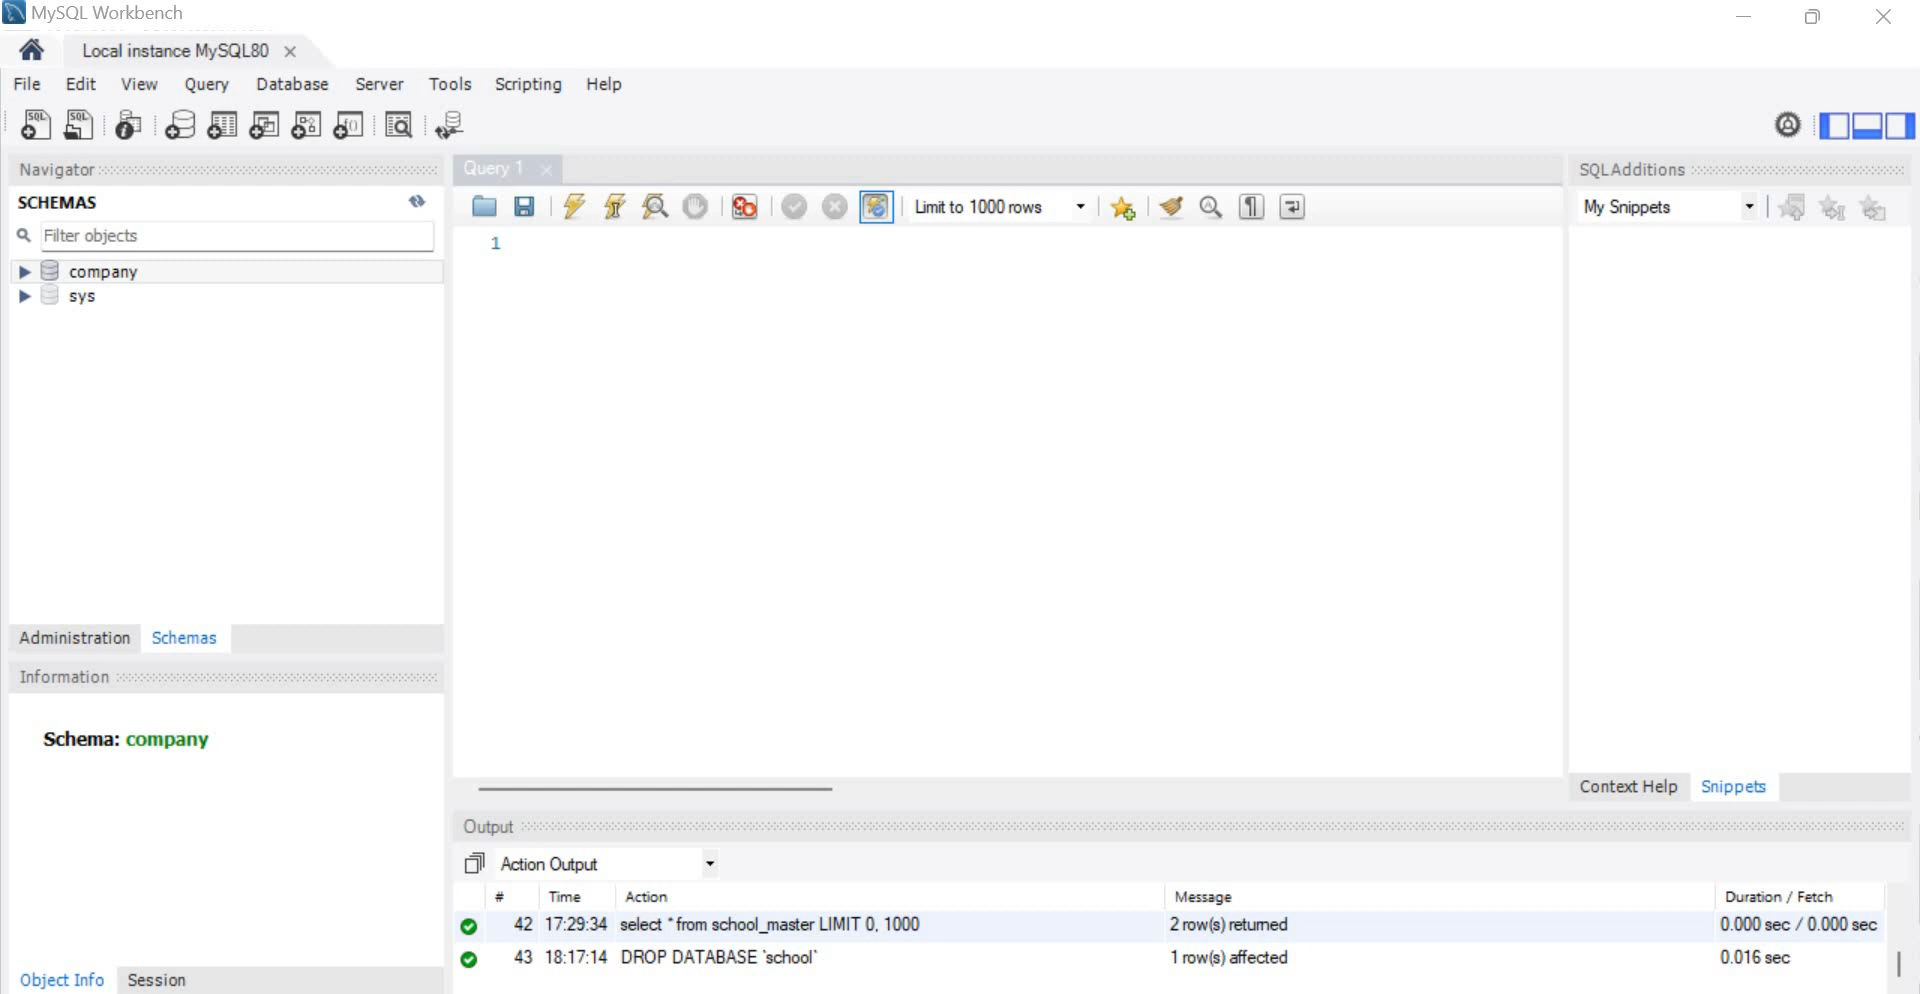 MySQL Workbench
Local instance MySQL80
File Edit View Query Database Server Tools Scripting Help
Navigator
SCHEMAS
Filter objects
company
sys
Administration Schemas
Information
Schema: company
Object Info Session
Query 1
Limit to 1000 rows
1
SQLAdditions
My Snippets
Context Help Snippets
Output
Action Output
# Time Action Message Duration / Fetch
42 17:29:34 select * from school_master LIMIT 0, 1000 2 row(s) returned 0.000 sec / 0.000 sec
43 18:17:14 DROP DATABASE `school` 1 row(s) affected 0.016 sec